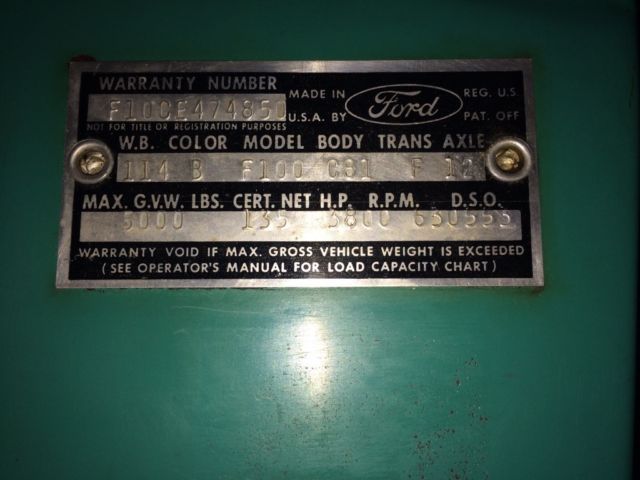 WARRANTY NUMBER
MADE IN
U.S.A. BY
Ford
REG. U.S.
PAT. OFF
F10CE474850
NOT FOR TITLE OR REGISTRATION PURPOSES
W.B. COLOR MODEL BODY TRANS AXLE
114 B F100 C81 F 12
MAX. G.V.W. LBS. CERT. NET H.P. R.P.M. D.S.O.
5000 135 3800 630553
WARRANTY VOID IF MAX. GROSS VEHICLE WEIGHT IS EXCEEDED
(SEE OPERATOR'S MANUAL FOR LOAD CAPACITY CHART)